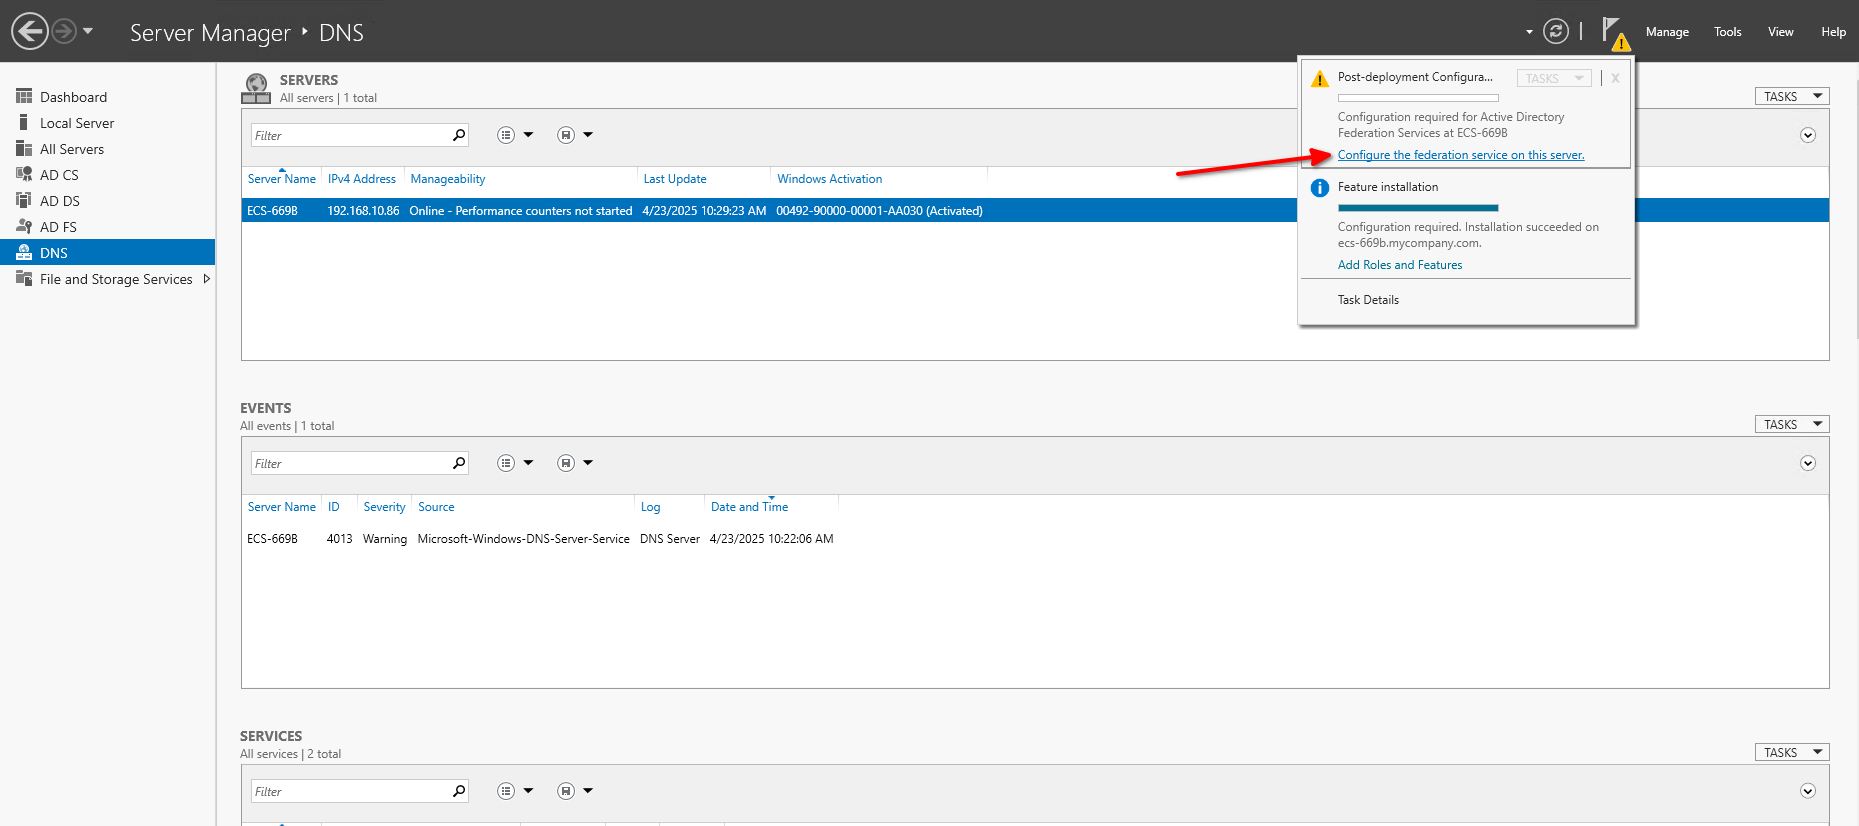 Server Manager ‣ DNS
Manage Tools View Help
Dashboard
Local Server
All Servers
AD CS
AD DS
AD FS
DNS
File and Storage Services
SERVERS
All servers | 1 total
TASKS
Filter
Server Name IPv4 Address Manageability Last Update Windows Activation
ECS-669B 192.168.10.86 Online - Performance counters not started 4/23/2025 10:29:23 AM 00492-90000-00001-AA030 (Activated)
Post-deployment Configura... TASKS X
Configuration required for Active Directory
Federation Services at ECS-669B
Configure the federation service on this server.
Feature installation
Configuration required. Installation succeeded on
ecs-669b.mycompany.com.
Add Roles and Features
Task Details
EVENTS
All events | 1 total
TASKS
Filter
Server Name ID Severity Source Log Date and Time
ECS-669B 4013 Warning Microsoft-Windows-DNS-Server-Service DNS Server 4/23/2025 10:22:06 AM
SERVICES
All services | 2 total
TASKS
Filter